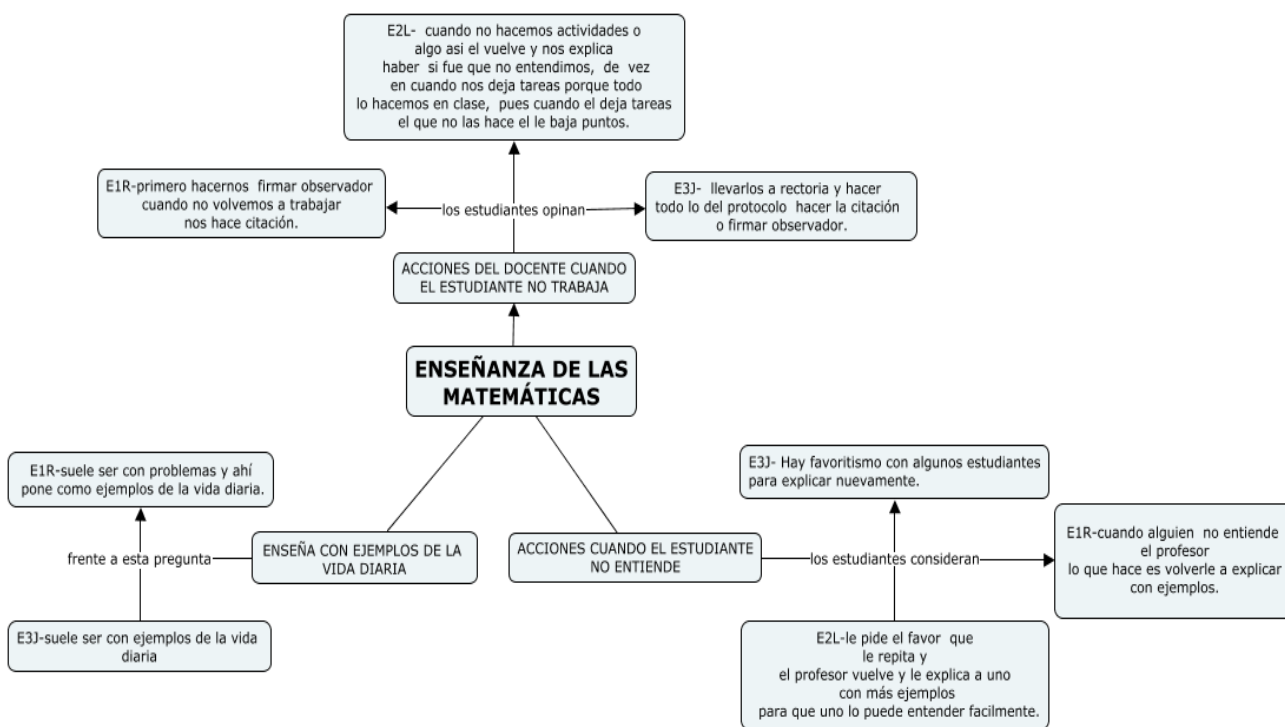 E2L- cuando no hacemos actividades o
algo asi el vuelve y nos explica
haber si fue que no entendimos, de vez
en cuando nos deja tareas porque todo
lo hacemos en clase, pues cuando el deja tareas
el que no las hace el le baja puntos.
E1R-primero hacernos firmar observador
cuando no volvemos a trabajar
nos hace citación.
los estudiantes opinan
E3J- llevarlos a rectoria y hacer
todo lo del protocolo hacer la citación
o firmar observador.
ACCIONES DEL DOCENTE CUANDO
EL ESTUDIANTE NO TRABAJA
ENSEÑANZA DE LAS
MATEMÁTICAS
E1R-suele ser con problemas y ahí
pone como ejemplos de la vida diaria.
frente a esta pregunta
ENSEÑA CON EJEMPLOS DE LA
VIDA DIARIA
E3J-suele ser con ejemplos de la vida
diaria
ACCIONES CUANDO EL ESTUDIANTE
NO ENTIENDE
los estudiantes consideran
E3J- Hay favoritismo con algunos estudiantes
para explicar nuevamente.
E1R-cuando alguien no entiende
el profesor
lo que hace es volverle a explicar
con ejemplos.
E2L-le pide el favor que
le repita y
el profesor vuelve y le explica a uno
con más ejemplos
para que uno lo puede entender facilmente.